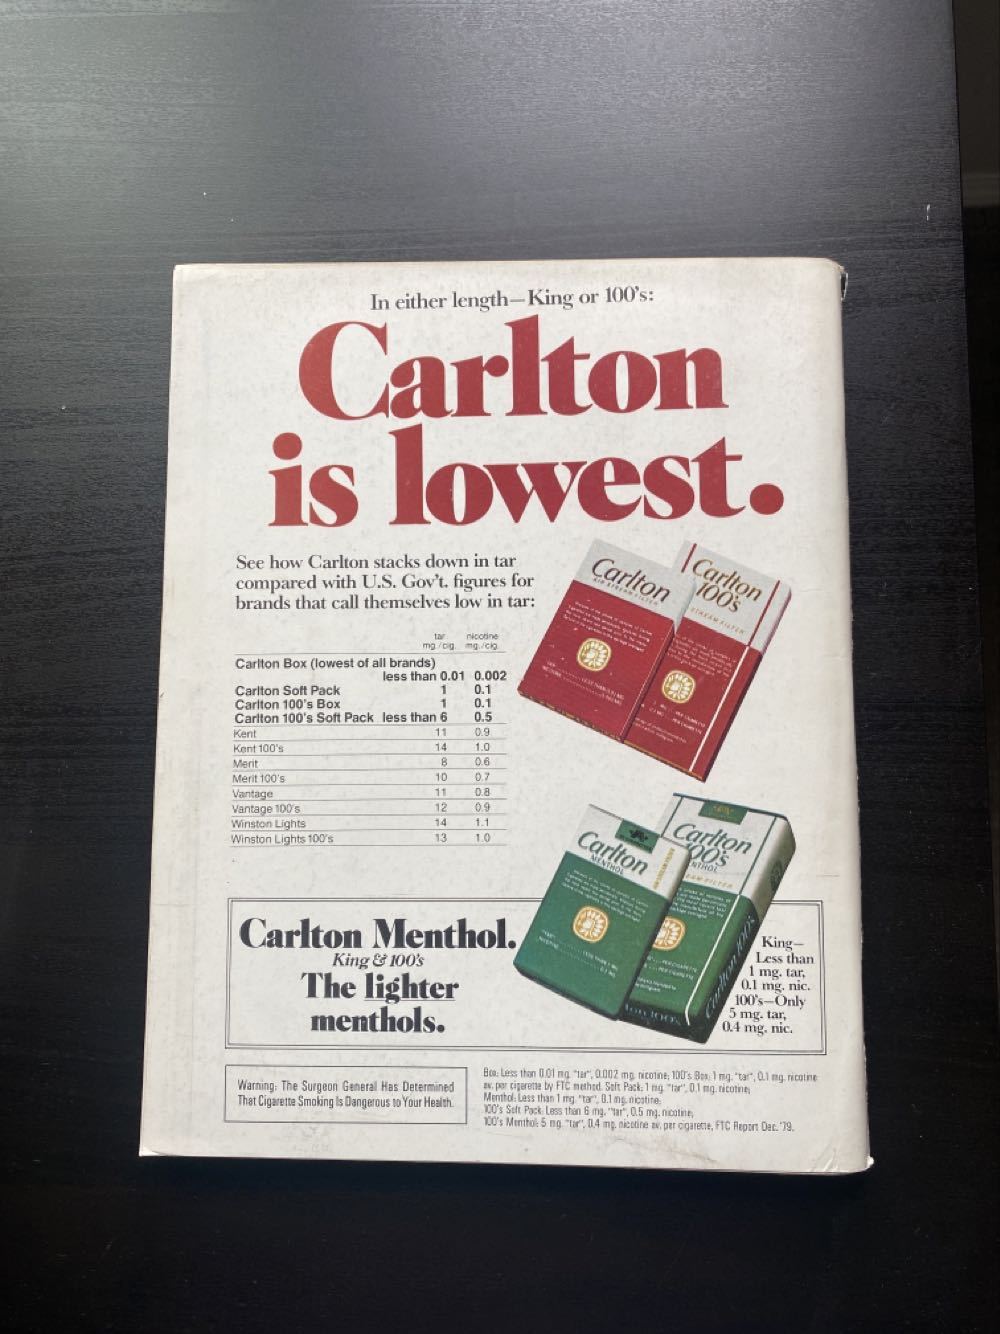 In either length—King or 100's:
Carlton
is lowest.
See how Carlton stacks down in tar
compared with U.S. Gov't. figures for
brands that call themselves low in tar:
tar nicotine
mg./cig. mg./cig.
Carlton Box (lowest of all brands)
less than 0.01 0.002
Carlton Soft Pack 1 0.1
Carlton 100's Box 1 0.1
Carlton 100's Soft Pack less than 6 0.5
Kent 11 0.9
Kent 100's 14 1.0
Merit 8 0.6
Merit 100's 10 0.7
Vantage 11 0.8
Vantage 100's 12 0.9
Winston Lights 14 1.1
Winston Lights 100's 13 1.0
Carlton
AIR STREAM FILTER
Carlton
100's
STREAM FILTER
Carlton
MENTHOL
Carlton
100's
Carlton 100's
Carlton Menthol.
King & 100's
The lighter
menthols.
King—
Less than
1 mg. tar,
0.1 mg. nic.
100's—Only
5 mg. tar,
0.4 mg. nic.
Warning: The Surgeon General Has Determined
That Cigarette Smoking Is Dangerous to Your Health.
Box: Less than 0.01 mg. "tar", 0.002 mg. nicotine; 100's Box: 1 mg. "tar", 0.1 mg. nicotine
av. per cigarette by FTC method. Soft Pack: 1 mg. "tar", 0.1 mg. nicotine;
Menthol: Less than 1 mg. "tar", 0.1 mg. nicotine;
100's Soft Pack: Less than 6 mg. "tar", 0.5 mg. nicotine;
100's Menthol: 5 mg. "tar", 0.4 mg. nicotine av. per cigarette, FTC Report Dec. '79.